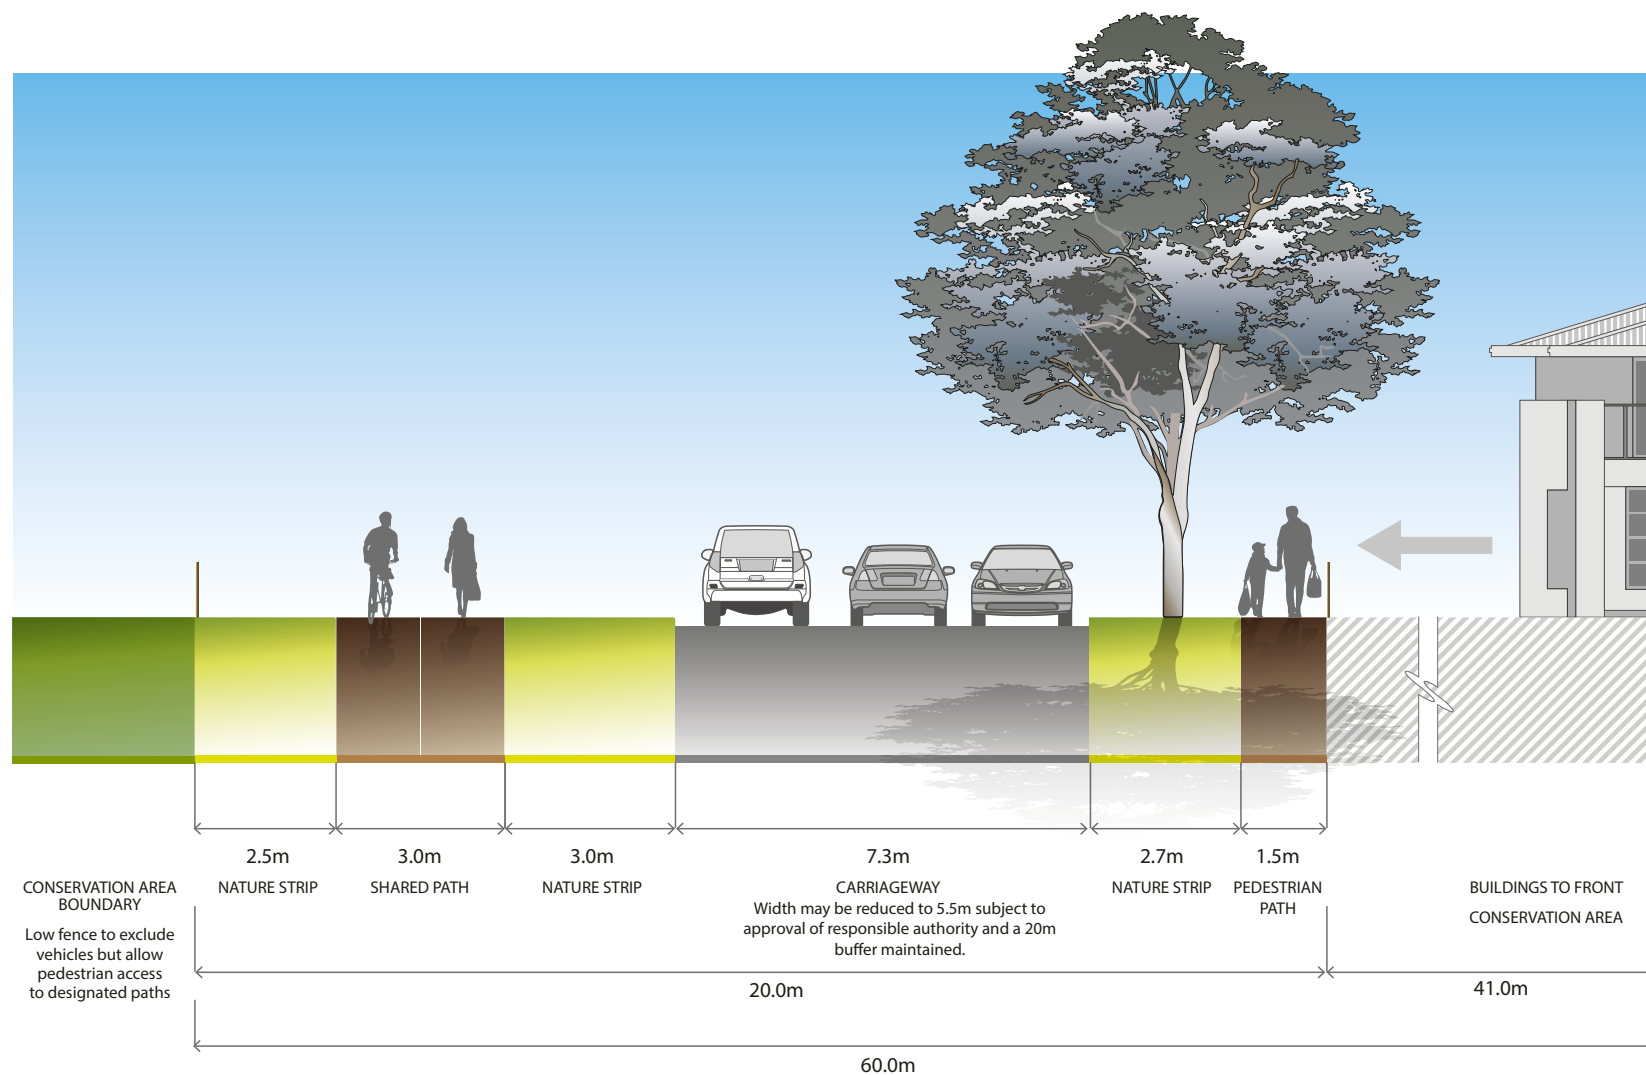 2.5m
3.0m
3.0m
7.3m
2.7m
1.5m
CONSERVATION AREA
BOUNDARY
Low fence to exclude
vehicles but allow
pedestrian access
to designated paths
NATURE STRIP
SHARED PATH
NATURE STRIP
CARRIAGEWAY
Width may be reduced to 5.5m subject to
approval of responsible authority and a 20m
buffer maintained.
NATURE STRIP
PEDESTRIAN
PATH
BUILDINGS TO FRONT
CONSERVATION AREA
20.0m
41.0m
60.0m